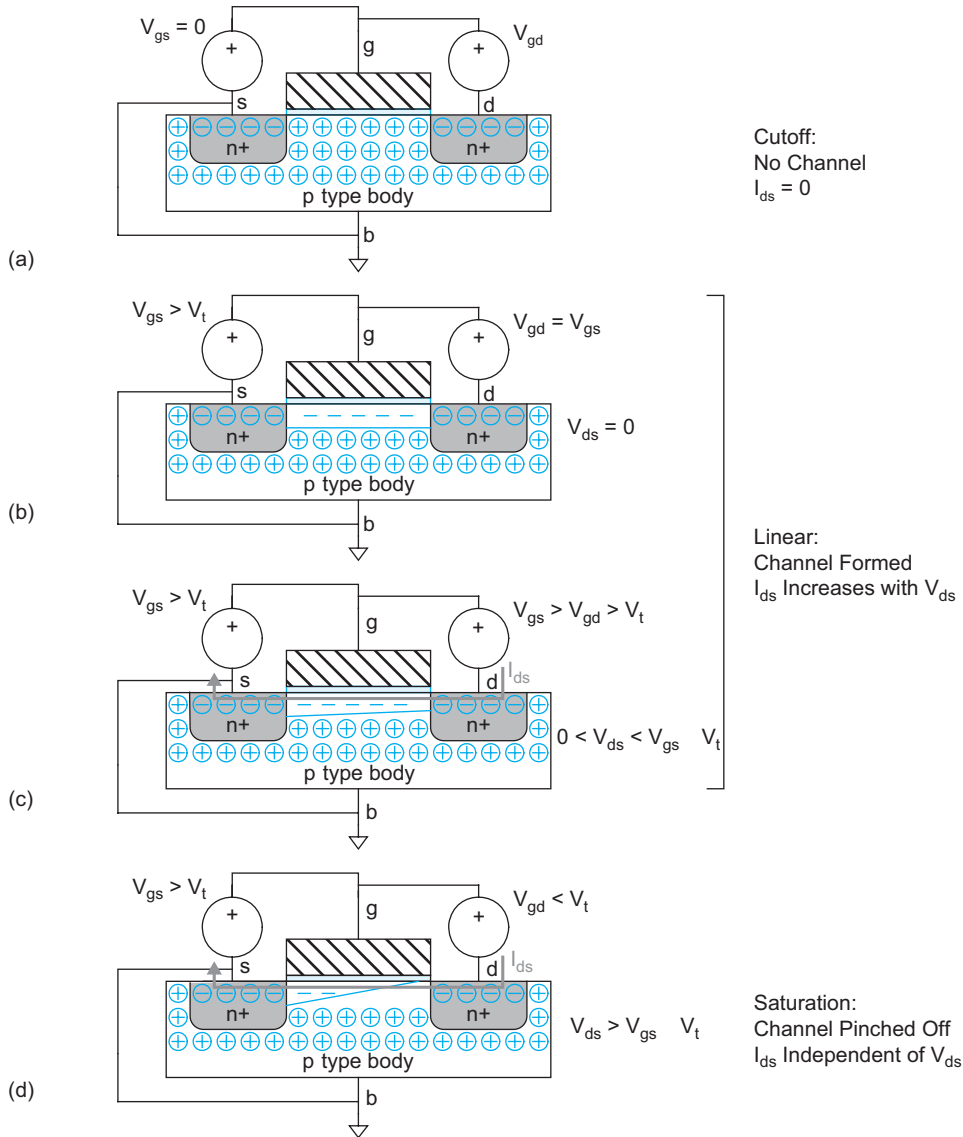 V_gs = 0
+
g
+
V_gd
s
d
n+
n+
p type body
b
Cutoff:
No Channel
I_ds = 0
(a)
V_gs > V_t
+
g
+
V_gd = V_gs
s
d
n+
n+
V_ds = 0
p type body
b
(b)
Linear:
Channel Formed
I_ds Increases with V_ds
V_gs > V_t
+
g
+
V_gs > V_gd > V_t
s
d
I_ds
n+
n+
0 < V_ds < V_gs V_t
p type body
b
(c)
V_gs > V_t
+
g
+
V_gd < V_t
s
d
I_ds
n+
n+
V_ds > V_gs V_t
p type body
b
Saturation:
Channel Pinched Off
I_ds Independent of V_ds
(d)